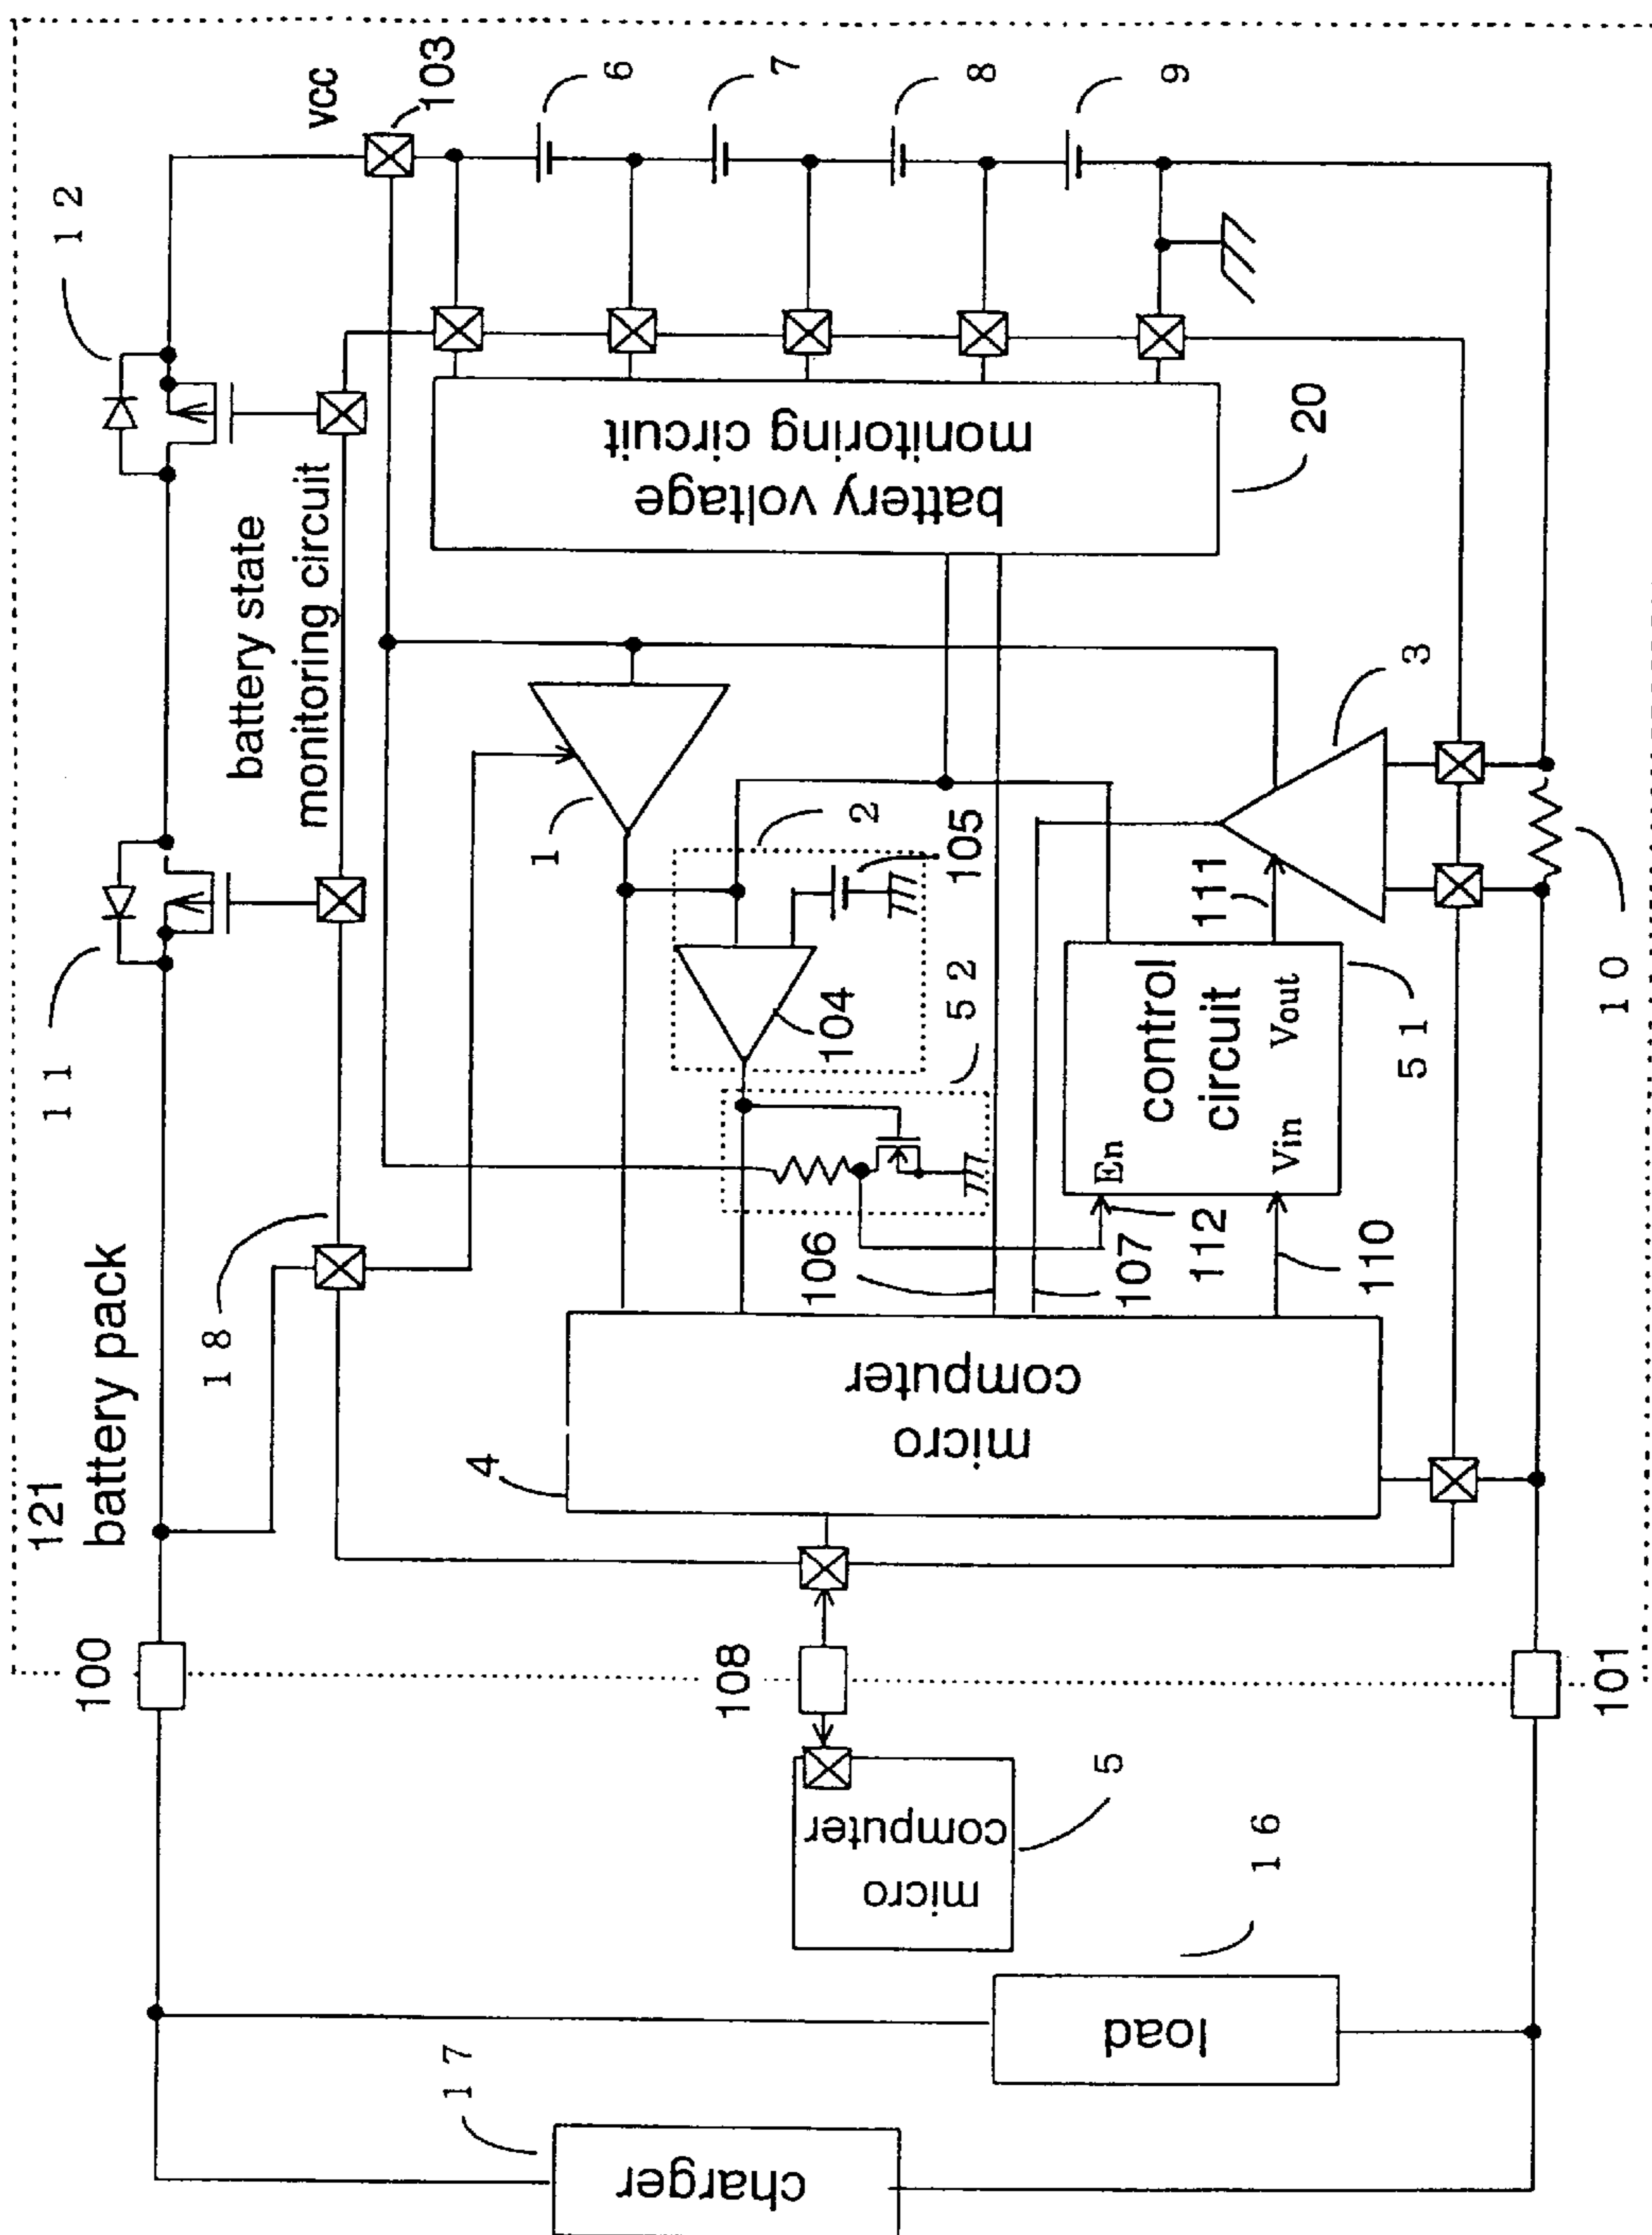 121
battery pack
100
108
101
charger
17
load
16
micro
computer
5
micro
computer
4
18
11
12
battery state
monitoring circuit
vcc
103
6
7
8
9
battery voltage
monitoring circuit
20
1
2
105
104
52
3
111
control
circuit
En
Vin
Vout
51
10
106
107
112
110